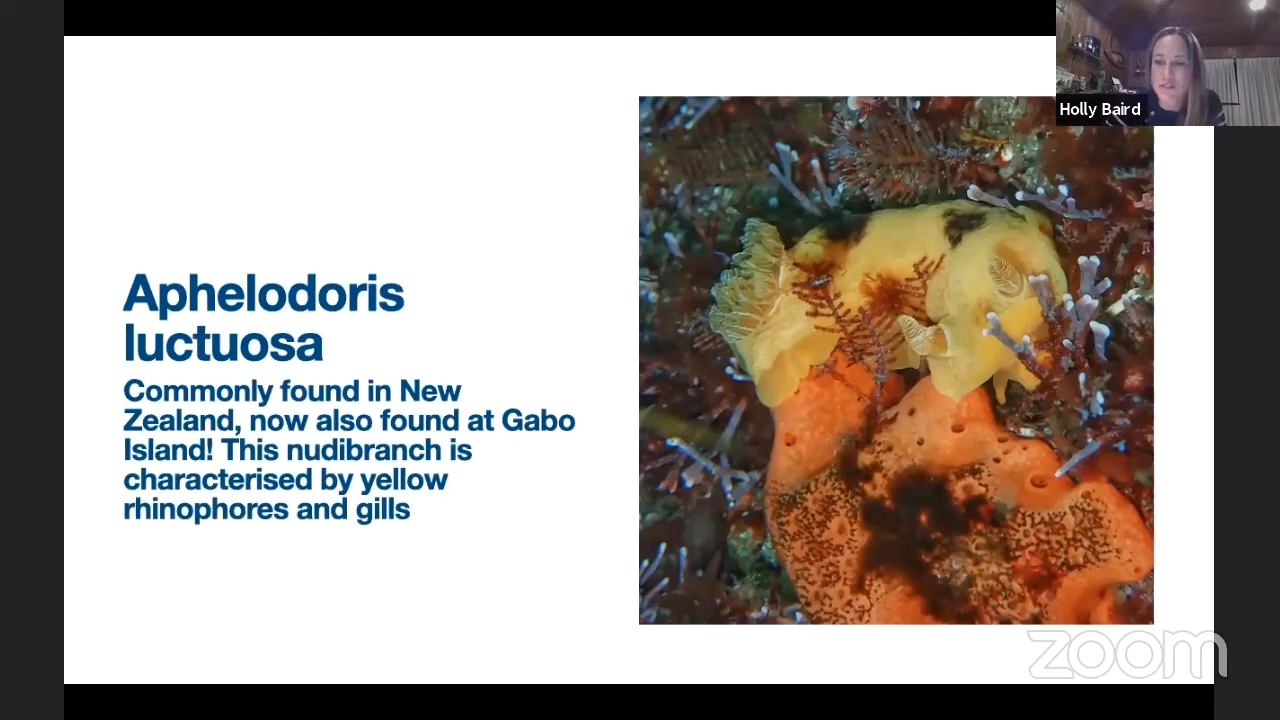 Holly Baird
Aphelodoris
luctuosa
Commonly found in New
Zealand, now also found at Gabo
Island! This nudibranch is
characterised by yellow
rhinophores and gills
zoom